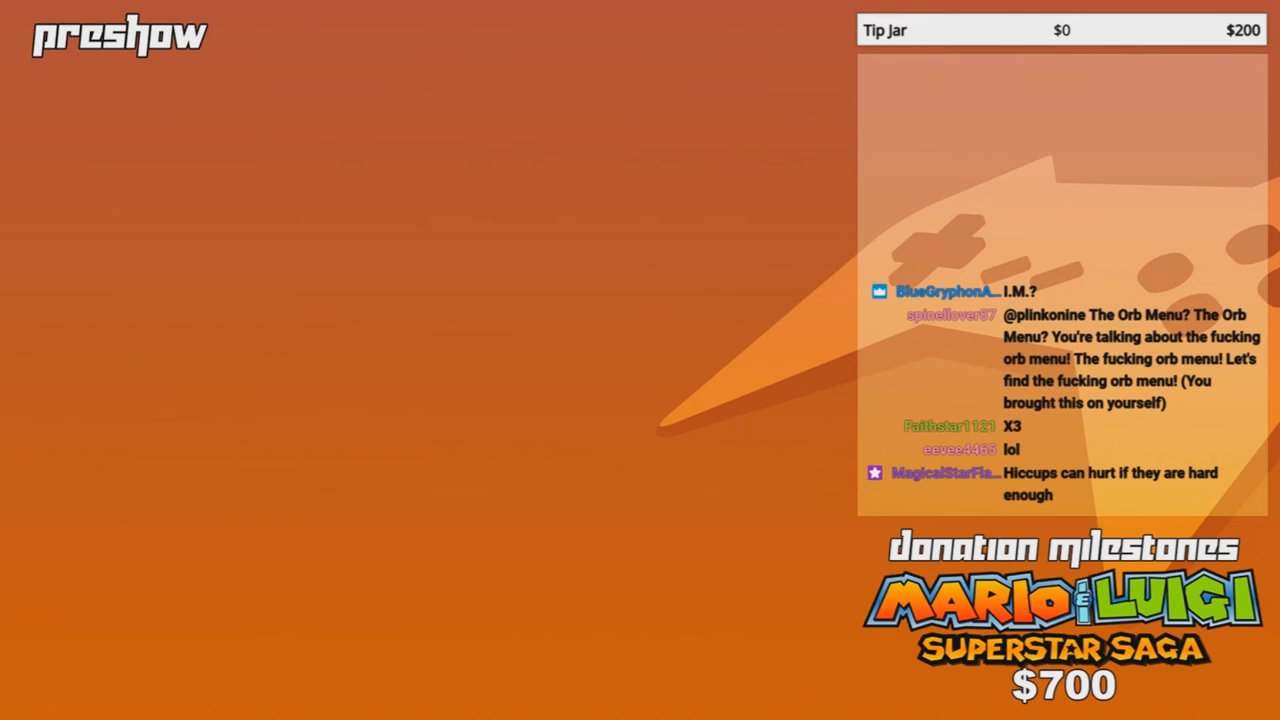 preshow
Tip Jar $0 $200
BlueGryphonA... I.M.?
spinellover87 @plinkonine The Orb Menu? The Orb
Menu? You're talking about the fucking
orb menu! The fucking orb menu! Let's
find the fucking orb menu! (You
brought this on yourself)
Faithstar1121 X3
eevee4465 lol
MagicalStarFla... Hiccups can hurt if they are hard
enough
donation milestones
MARIO & LUIGI
SUPERSTAR SAGA
$700